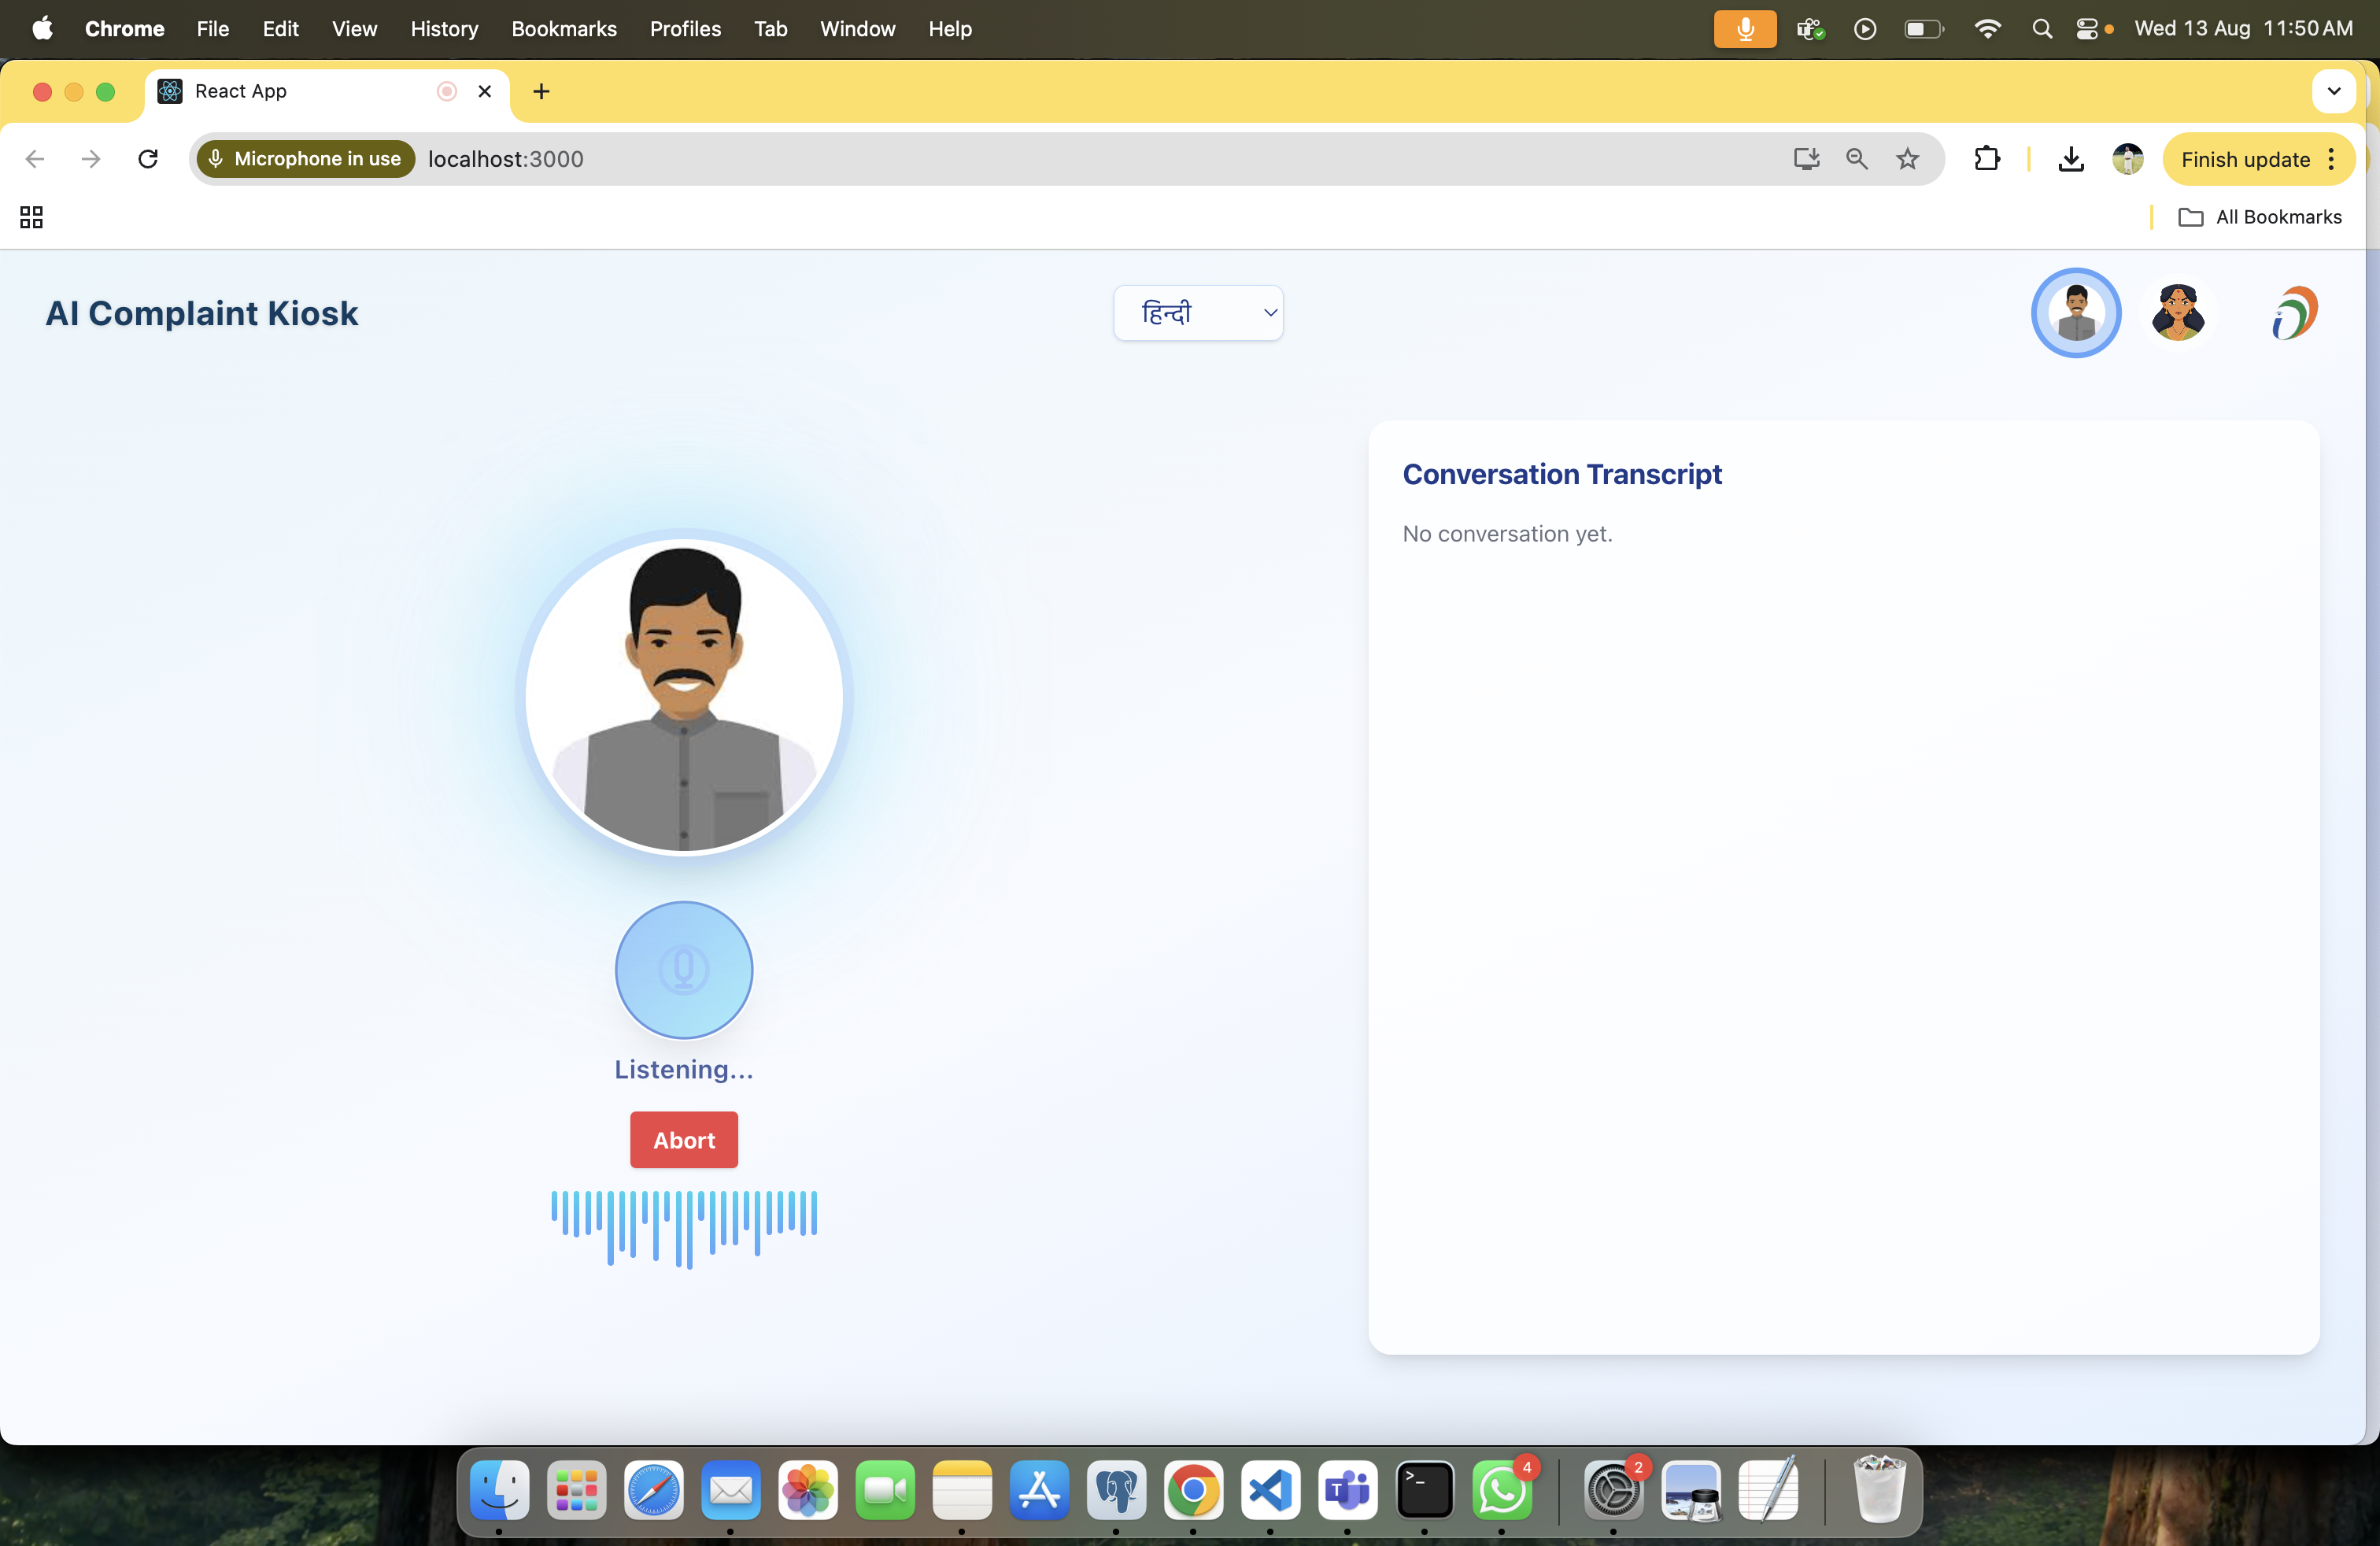 Chrome File Edit View History Bookmarks Profiles Tab Window Help
Wed 13 Aug 11:50 AM
React App
Microphone in use localhost:3000
Finish update
All Bookmarks
AI Complaint Kiosk
हिन्दी
Conversation Transcript
No conversation yet.
Listening...
Abort
4
2